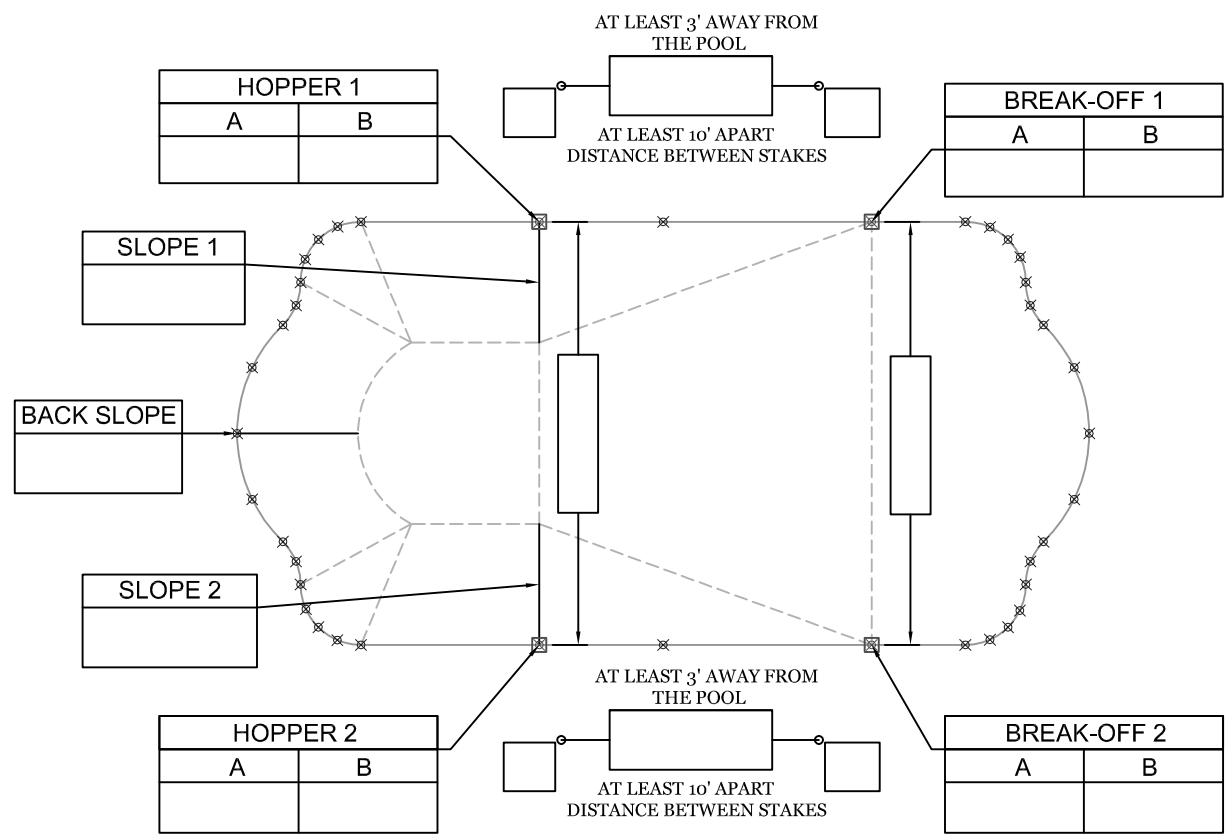 AT LEAST 3' AWAY FROM
THE POOL
HOPPER 1
A B
AT LEAST 10' APART
DISTANCE BETWEEN STAKES
BREAK-OFF 1
A B
SLOPE 1
BACK SLOPE
SLOPE 2
AT LEAST 3' AWAY FROM
THE POOL
HOPPER 2
A B
AT LEAST 10' APART
DISTANCE BETWEEN STAKES
BREAK-OFF 2
A B